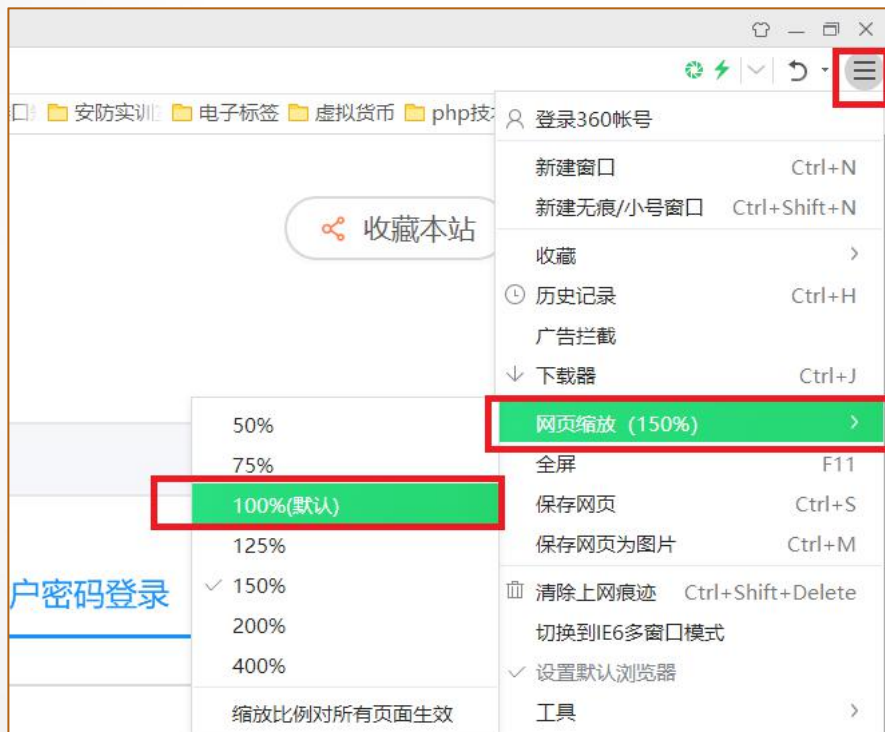 安防实训
电子标签
虚拟货币
php技
收藏本站
户密码登录
登录360帐号
新建窗口 Ctrl+N
新建无痕/小号窗口 Ctrl+Shift+N
收藏
历史记录 Ctrl+H
广告拦截
下载器 Ctrl+J
网页缩放 (150%)
全屏 F11
保存网页 Ctrl+S
保存网页为图片 Ctrl+M
清除上网痕迹 Ctrl+Shift+Delete
切换到IE6多窗口模式
设置默认浏览器
工具
50%
75%
100%(默认)
125%
150%
200%
400%
缩放比例对所有页面生效